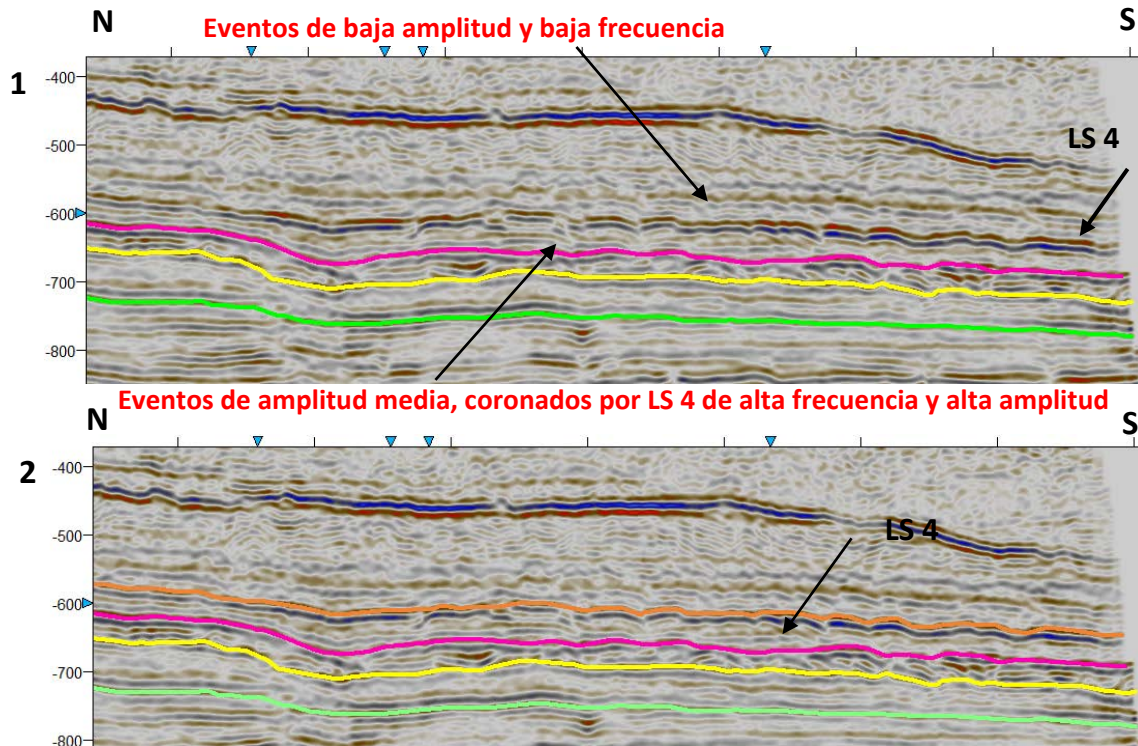 N
S
Eventos de baja amplitud y baja frecuencia
1
-400
-500
LS 4
-600
-700
-800
Eventos de amplitud media, coronados por LS 4 de alta frecuencia y alta amplitud
N
S
2
-400
-500
LS 4
-600
-700
-800